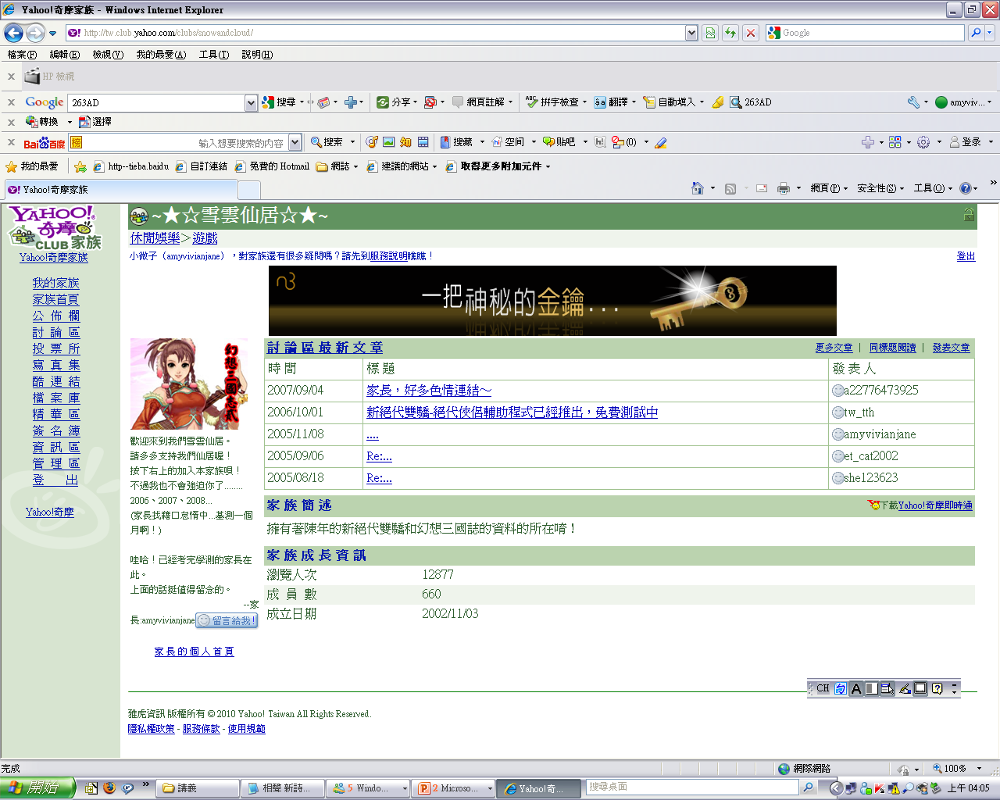 Yahoo!奇摩家族 - Windows Internet Explorer
http://tw.club.yahoo.com/clubs/snowandcloud/
Google
檔案(F) 編輯(E) 檢視(V) 我的最愛(A) 工具(T) 說明(H)
x HP 檢視
x Google 263AD 搜尋 分享 網頁註解 拼字檢查 翻譯 自動填入 263AD amyviv...
x 轉換 選擇
x Bai百度 輸入想要搜索的內容 搜索 知 搜藏 空间 贴吧 (0) 登录
我的最愛 http--tieba.baidu 自訂連結 免費的 Hotmail 網誌 建議的網站 取得更多附加元件
Yahoo!奇摩家族 網頁(P) 安全性(S) 工具(O) »
YAHOO!
奇摩
CLUB 家族
Yahoo!奇摩家族
我的家族
家族首頁
公 佈 欄
討 論 區
投 票 所
寫 真 集
酷 連 結
檔 案 庫
精 華 區
簽 名 簿
資 訊 區
管 理 區
登 出
Yahoo!奇摩
~★☆雪雲仙居☆★~
休閒娛樂>遊戲
小微子（amyvivianjane），對家族還有很多疑問嗎？請先到服務說明瞧瞧！ 登出
一把神秘的金鑰...
幻想三國志貳
歡迎來到我們雪雲仙居。
請多多支持我們仙居喔！
按下右上的加入本家族唄！
不過我也不會強迫你了........
2006、2007、2008...
(家長找藉口怠惰中...基測一個
月啊！)
哇哈！已經考完學測的家長在
此。
上面的話挺值得留念的。
--家
長:amyvivianjane 留言給我!
家 長 的 個 人 首 頁
討 論 區 最 新 文 章 更多文章 | 同標題閱讀 | 發表文章
時 間 標 題 發 表 人
2007/09/04 家長，好多色情連結～ a22776473925
2006/10/01 新絕代雙驕-絕代俠侶輔助程式已經推出，免費測試中 tw_tth
2005/11/08 .... amyvivianjane
2005/09/06 Re:... et_cat2002
2005/08/18 Re:... she123623
家 族 簡 述 下載Yahoo!奇摩即時通
擁有著陳年的新絕代雙驕和幻想三國誌的資料的所在唷！
家 族 成 長 資 訊
瀏覽人次 12877
成 員 數 660
成立日期 2002/11/03
CH A
雅虎資訊 版權所有 © 2010 Yahoo! Taiwan All Rights Reserved.
隱私權政策 - 服務條款 - 使用規範
完成 網際網路 100%
開始 » 講義 相聲 新詩... 5 Windo... 2 Microso... Yahoo!奇... 搜尋桌面 上午 04:05